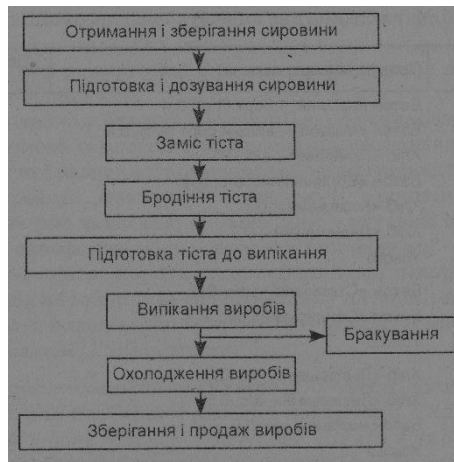 Отримання і зберігання сировини
Підготовка і дозування сировини
Заміс тіста
Бродіння тіста
Підготовка тіста до випікання
Випікання виробів
Бракування
Охолодження виробів
Зберігання і продаж виробів